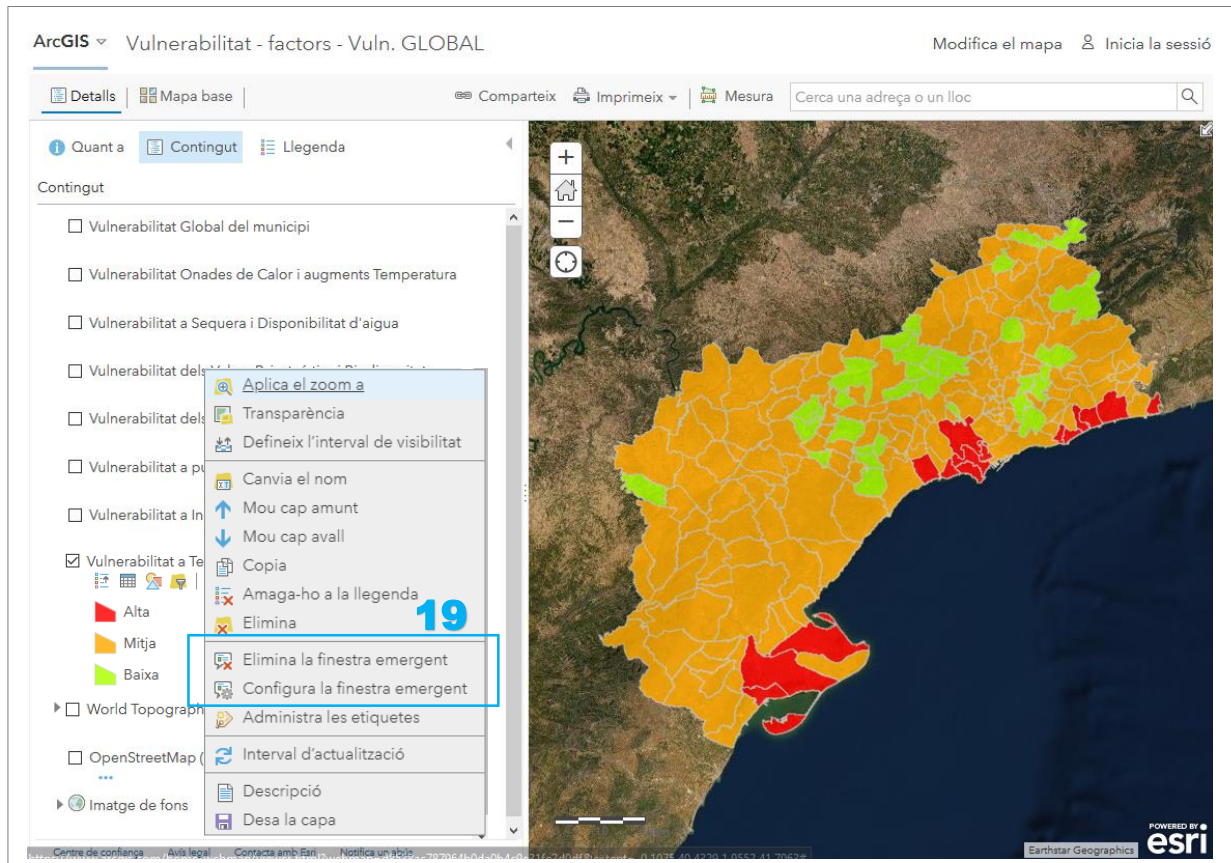 ArcGIS Vulnerabilitat - factors - Vuln. GLOBAL Modifica el mapa Inicia la sessió
Detalls Mapa base Comparteix Imprimeix Mesura Cerca una adreça o un lloc
Quant a Contingut Llegenda
Contingut
Vulnerabilitat Global del municipi
Vulnerabilitat Onades de Calor i augments Temperatura
Vulnerabilitat a Sequera i Disponibilitat d'aigua
Vulnerabilitat dels
Vulnerabilitat dels
Vulnerabilitat a pu
Vulnerabilitat a In
Vulnerabilitat a Te
Alta
Mitja
Baixa
World Topograph
OpenStreetMap (
Imatge de fons
Aplica el zoom a
Transparència
Defineix l'interval de visibilitat
Canvia el nom
Mou cap amunt
Mou cap avall
Copia
Amaga-ho a la llegenda
Elimina
19
Elimina la finestra emergent
Configura la finestra emergent
Administra les etiquetes
Interval d'actualització
Descripció
Desa la capa
Centre de confiança Avís legal Contacta amb Esri Notifica un abús
Earthstar Geographics
POWERED BY
esri